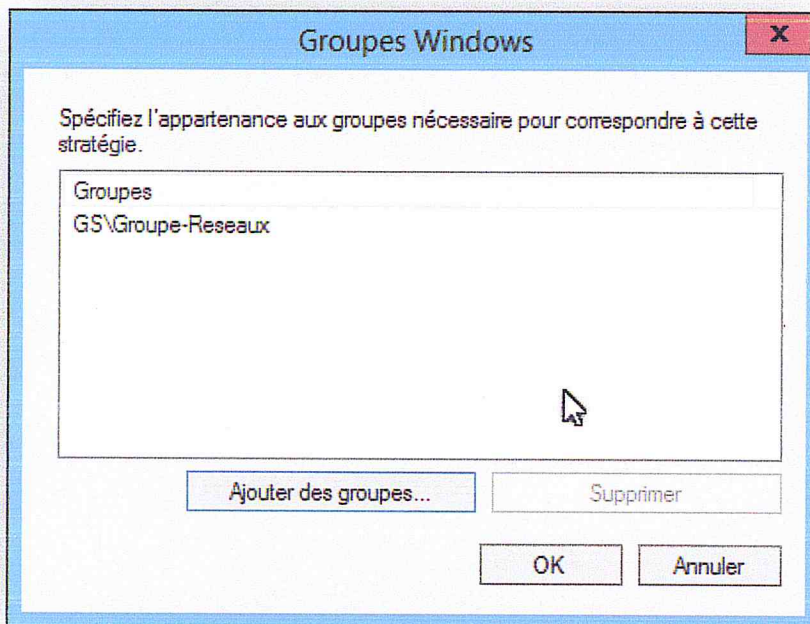 Groupes Windows
x
Spécifiez l'appartenance aux groupes nécessaire pour correspondre à cette
stratégie.
Groupes
GS\Groupe-Reseaux
Ajouter des groupes...
Supprimer
OK
Annuler